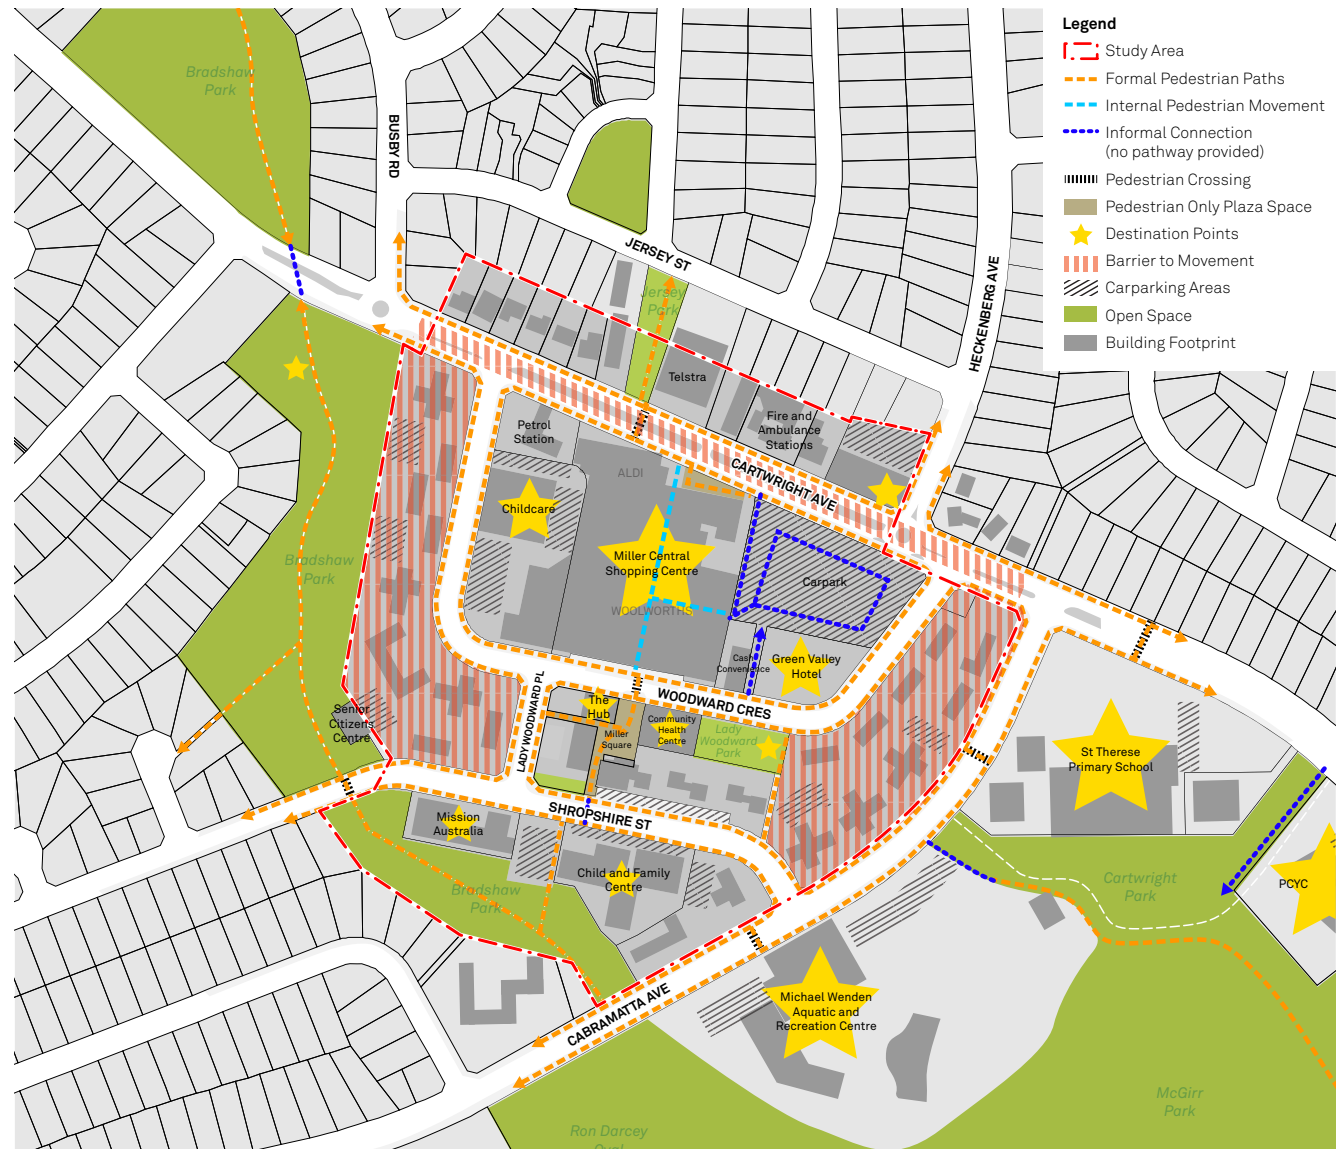 Legend
Study Area
Formal Pedestrian Paths
Internal Pedestrian Movement
Informal Connection
(no pathway provided)
Pedestrian Crossing
Pedestrian Only Plaza Space
Destination Points
Barrier to Movement
Carparking Areas
Open Space
Building Footprint
Bradshaw
Park
BUSBY RD
JERSEY ST
HECKENBERG AVE
Jersey
Park
Telstra
Fire and
Ambulance
Stations
Petrol
Station
ALDI
CARTWRIGHT AVE
Childcare
Miller Central
Shopping Centre
Carpark
WOOLWORTHS
Bradshaw
Park
Cash
Convenience
Green Valley
Hotel
LADY WOODWARD PL
WOODWARD CRES
The
Hub
Miller
Square
Community
Health
Centre
Lady
Woodward
Park
Senior
Citizens
Centre
St Therese
Primary School
SHROPSHIRE ST
Mission
Australia
Child and Family
Centre
Bradshaw
Park
Cartwright
Park
PCYC
Michael Wenden
Aquatic and
Recreation Centre
CABRAMATTA AVE
McGirr
Park
Ron Darcey
Oval